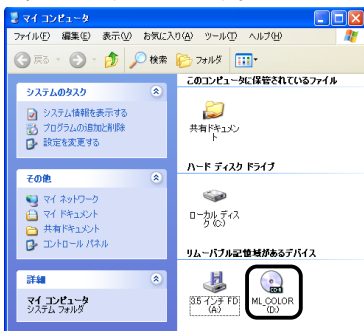 マイ コンピュータ
ファイル(F) 編集(E) 表示(V) お気に入り(A) ツール(T) ヘルプ(H)
戻る 検索 フォルダ
システムのタスク
システム情報を表示する
プログラムの追加と削除
設定を変更する
その他
マイ ネットワーク
マイ ドキュメント
共有ドキュメント
コントロール パネル
詳細
マイ コンピュータ
システム フォルダ
このコンピュータに保管されているファイル
共有ドキュメン
ト
ハード ディスク ドライブ
ローカル ディス
ク (C:)
リムーバブル記憶域があるデバイス
3.5 インチ FD
(A:)
ML_COLOR
(D:)